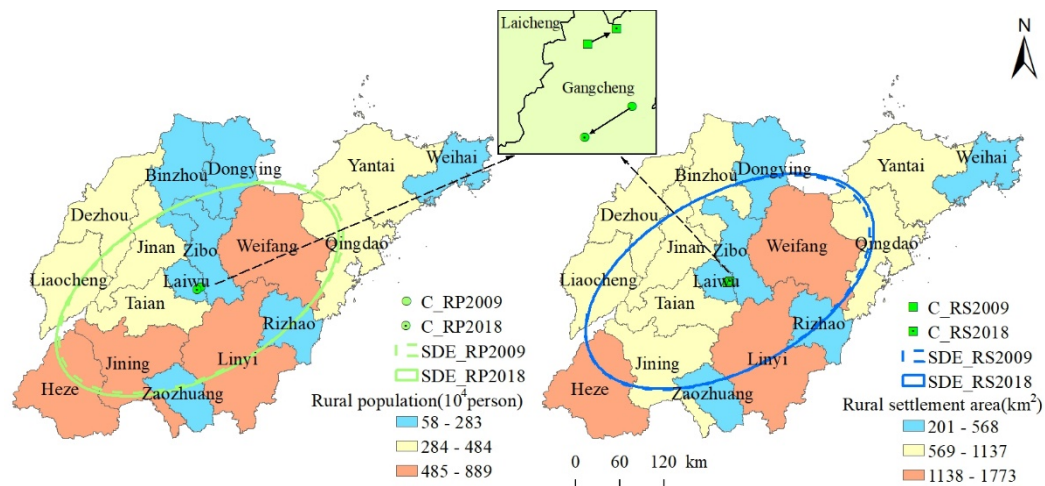 Laicheng
Gangcheng
N
Yantai
Weihai
Dongying
Binzhou
Dezhou
Jinan
Zibo
Weifang
Qingdao
Liaocheng
Laiwu
Taian
Rizhao
Jining
Linyi
Heze
Zaozhuang
C_RP2009
C_RP2018
SDE_RP2009
SDE_RP2018
Rural population(10⁴person)
58 - 283
284 - 484
485 - 889
Yantai
Weihai
Dongying
Binzhou
Dezhou
Jinan
Zibo
Weifang
Qingdao
Liaocheng
Laiwu
Taian
Rizhao
Jining
Linyi
Heze
Zaozhuang
C_RS2009
C_RS2018
SDE_RS2009
SDE_RS2018
Rural settlement area(km²)
201 - 568
569 - 1137
1138 - 1773
0 60 120 km